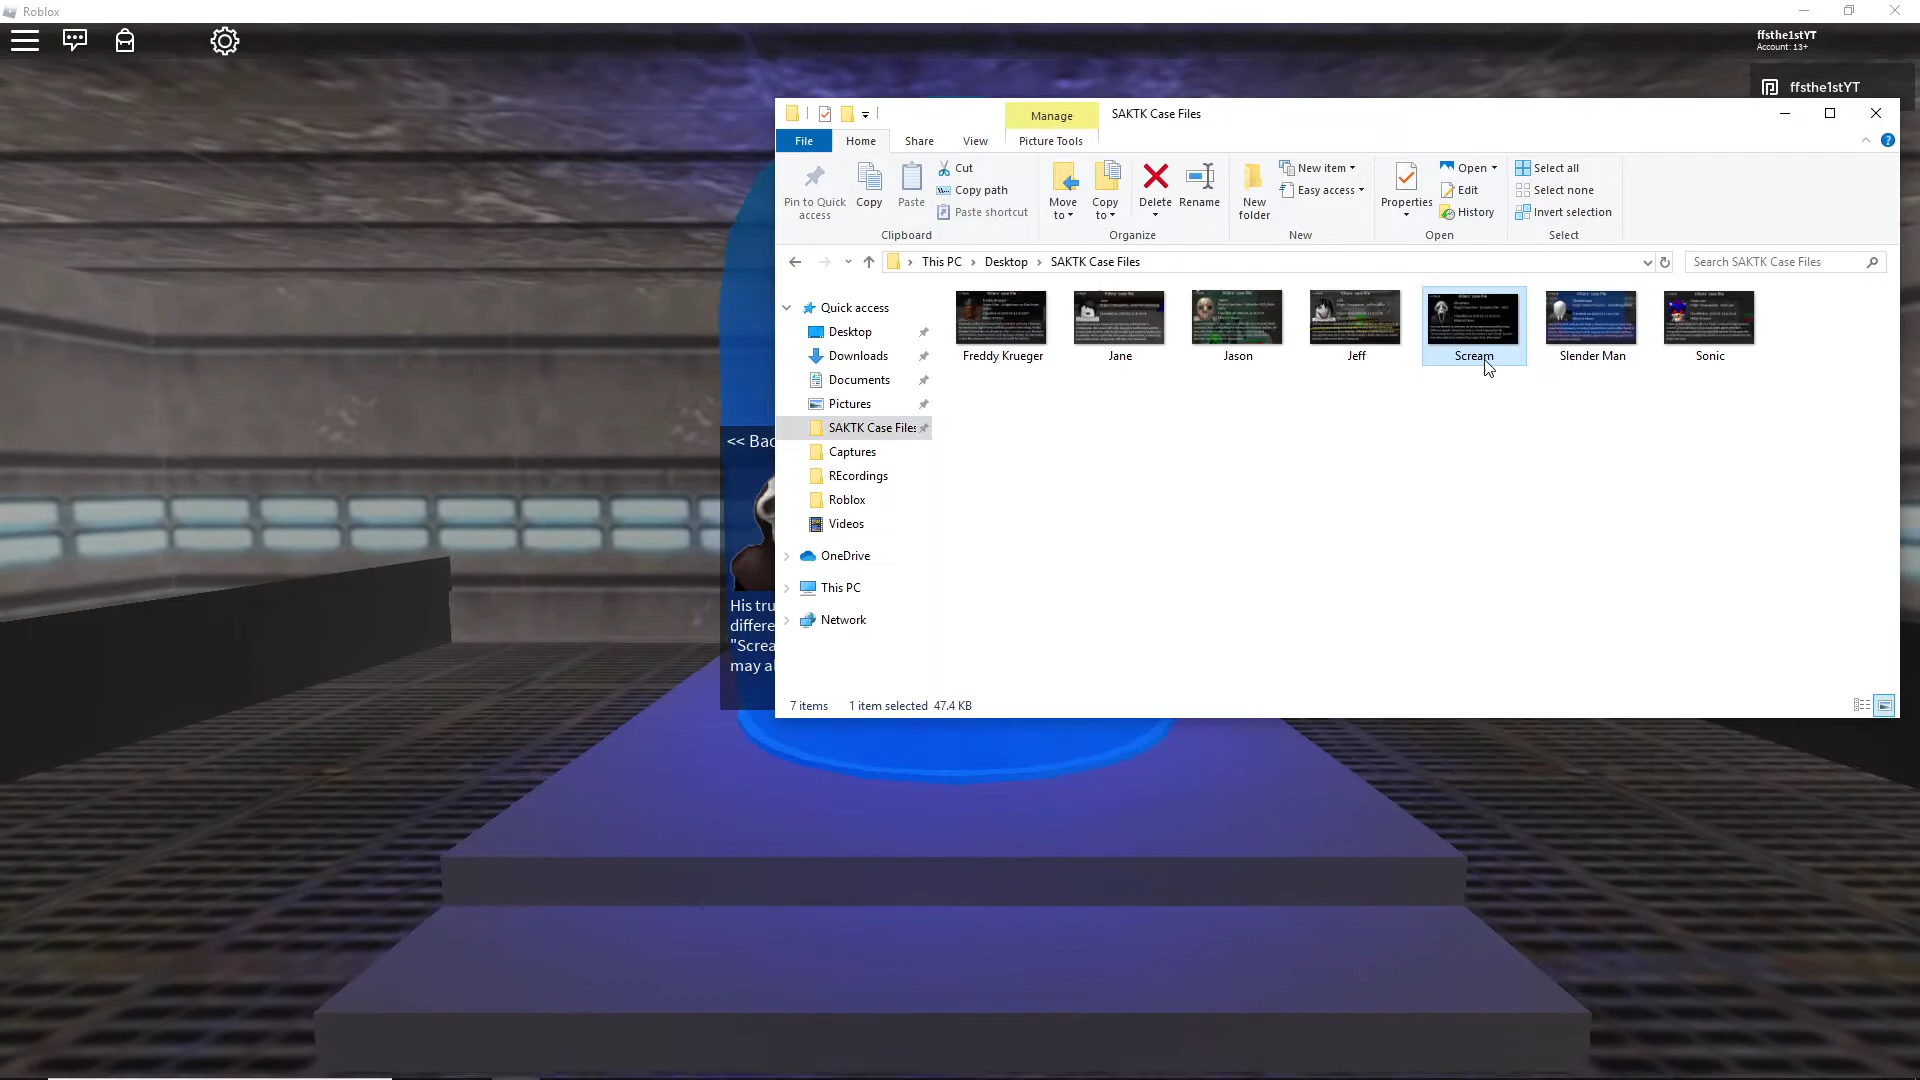 Roblox
ffsthe1stYT
Account: 13+
ffsthe1stYT
Manage
SAKTK Case Files
File
Home
Share
View
Picture Tools
Pin to Quick access
Copy
Paste
Cut
Copy path
Paste shortcut
Move to
Copy to
Delete
Rename
New folder
New item
Easy access
Properties
Open
Edit
History
Select all
Select none
Invert selection
Clipboard
Organize
New
Open
Select
This PC
Desktop
SAKTK Case Files
Search SAKTK Case Files
Quick access
Desktop
Downloads
Documents
Pictures
SAKTK Case Files
Captures
REcordings
Roblox
Videos
OneDrive
This PC
Network
Freddy Krueger
Jane
Jason
Jeff
Scream
Slender Man
Sonic
<< Bac
His tru
differe
"Screa
may al
7 items
1 item selected 47.4 KB